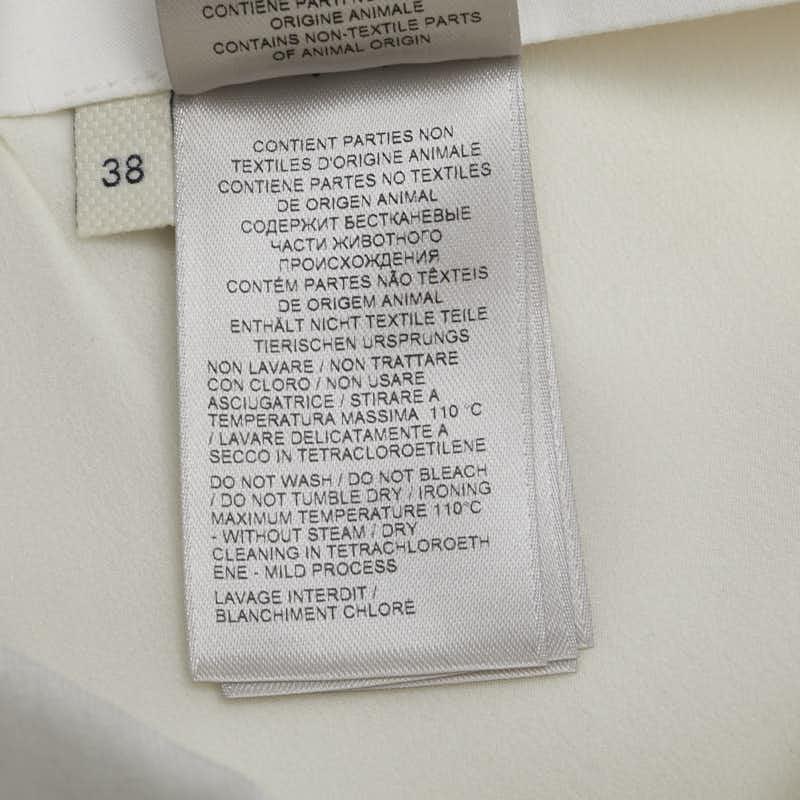 CONTIENE PARTI N
ORIGINE ANIMALE
CONTAINS NON-TEXTILE PARTS
OF ANIMAL ORIGIN
38
CONTIENT PARTIES NON
TEXTILES D'ORIGINE ANIMALE
CONTIENE PARTES NO TEXTILES
DE ORIGEN ANIMAL
СОДЕРЖИТ БЕСТКАНЕВЫЕ
ЧАСТИ ЖИВОТНОГО
ПРОИСХОЖДЕНИЯ
CONTÉM PARTES NÃO TÊXTEIS
DE ORIGEM ANIMAL
ENTHÄLT NICHT TEXTILE TEILE
TIERISCHEN URSPRUNGS
NON LAVARE / NON TRATTARE
CON CLORO / NON USARE
ASCIUGATRICE / STIRARE A
TEMPERATURA MASSIMA 110 °C
/ LAVARE DELICATAMENTE A
SECCO IN TETRACLOROETILENE
DO NOT WASH / DO NOT BLEACH
/ DO NOT TUMBLE DRY / IRONING
MAXIMUM TEMPERATURE 110°C
- WITHOUT STEAM / DRY
CLEANING IN TETRACHLOROETH
ENE - MILD PROCESS
LAVAGE INTERDIT /
BLANCHIMENT CHLORÉ